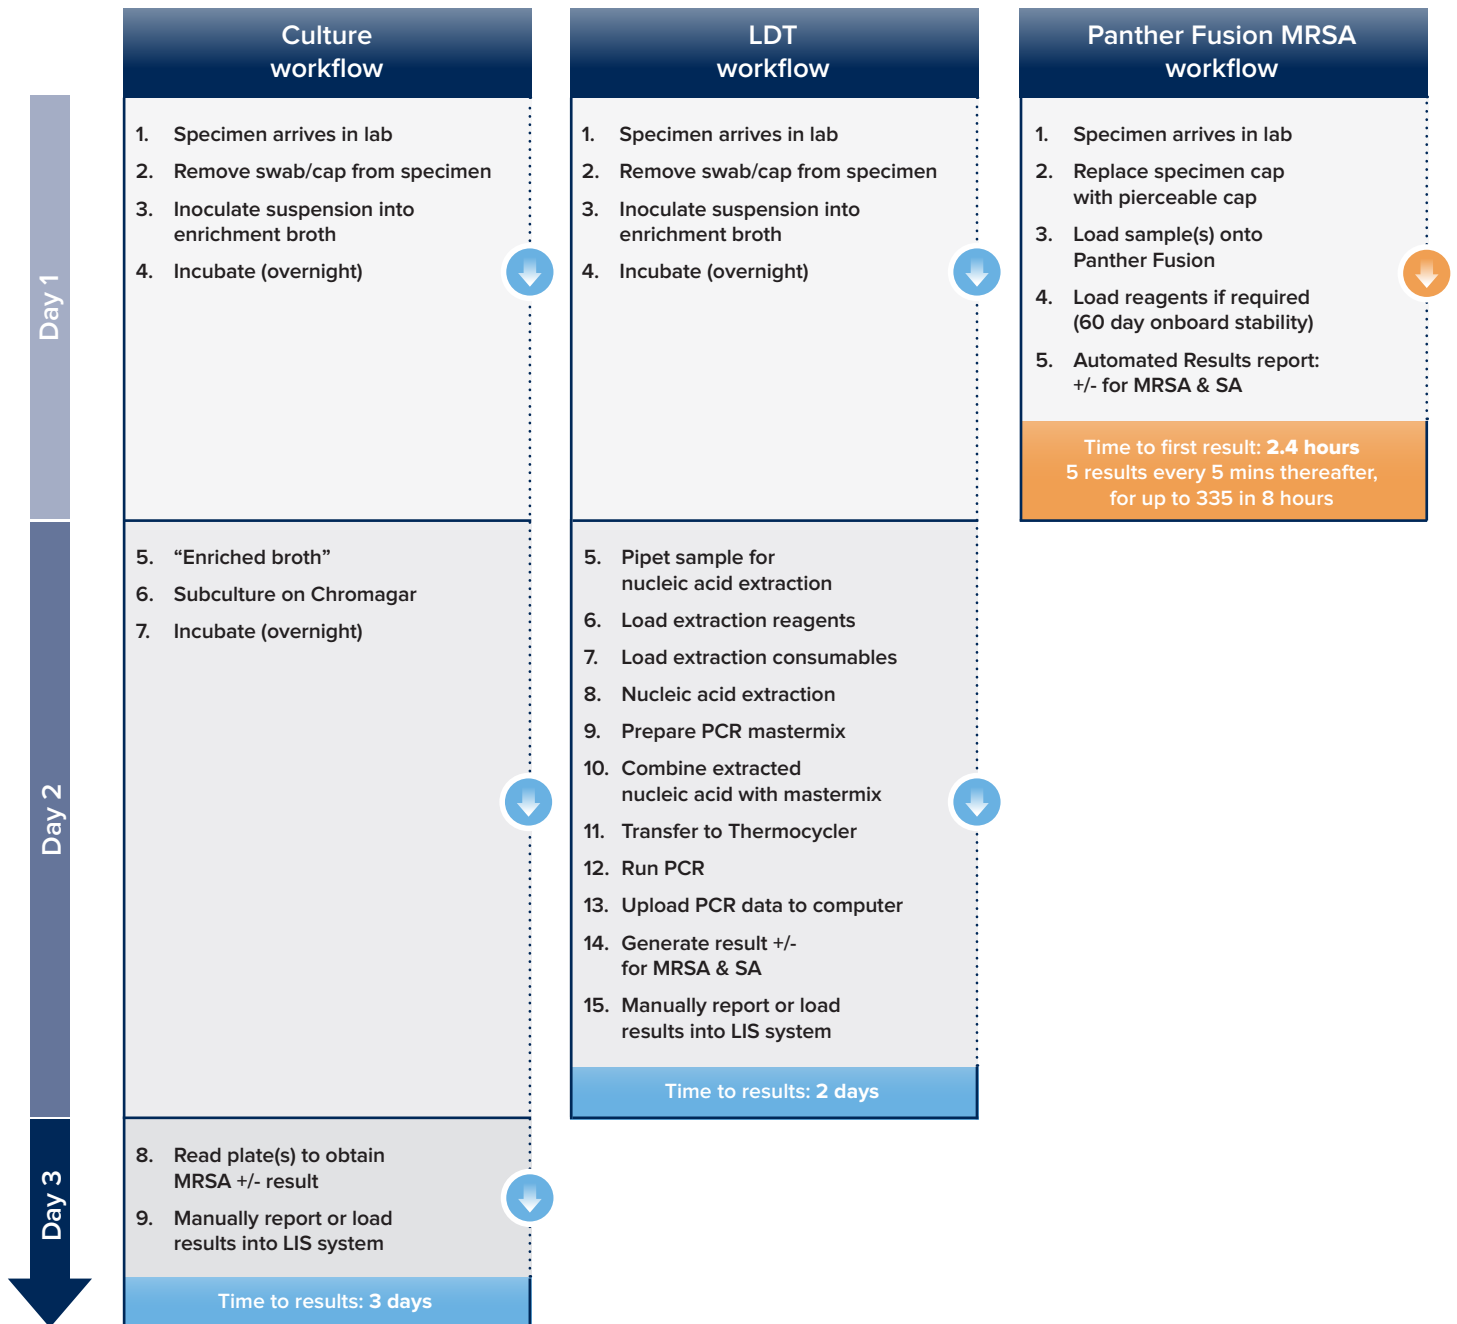 Culture
workflow
LDT
workflow
Panther Fusion MRSA
workflow
Day 1
1. Specimen arrives in lab
2. Remove swab/cap from specimen
3. Inoculate suspension into
enrichment broth
4. Incubate (overnight)
1. Specimen arrives in lab
2. Remove swap/cap from specimen
3. Inoculate suspension into
enrichment broth
4. Incubate (overnight)
1. Specimen arrives in lab
2. Replace specimen cap
with pierceable cap
3. Load sample(s) onto
Panther Fusion
4. Load reagents if required
(60 day onboard stability)
5. Automated Results report:
+/- for MRSA & SA
Time to first result: 2.4 hours
5 results every 5 mins thereafter,
for up to 335 in 8 hours
Day 2
5. “Enriched broth”
6. Subculture on Chromagar
7. Incubate (overnight)
5. Pipet sample for
nucleic acid extraction
6. Load extraction reagents
7. Load extraction consumables
8. Nucleic acid extraction
9. Prepare PCR mastermix
10. Combine extracted
nucleic acid with mastermix
11. Transfer to Thermocycler
12. Run PCR
13. Upload PCR data to computer
14. Generate result +/-
for MRSA & SA
15. Manually report or load
results into LIS system
Time to results: 2 days
Day 3
8. Read plate(s) to obtain
MRSA +/- result
9. Manually report or load
results into LIS system
Time to results: 3 days